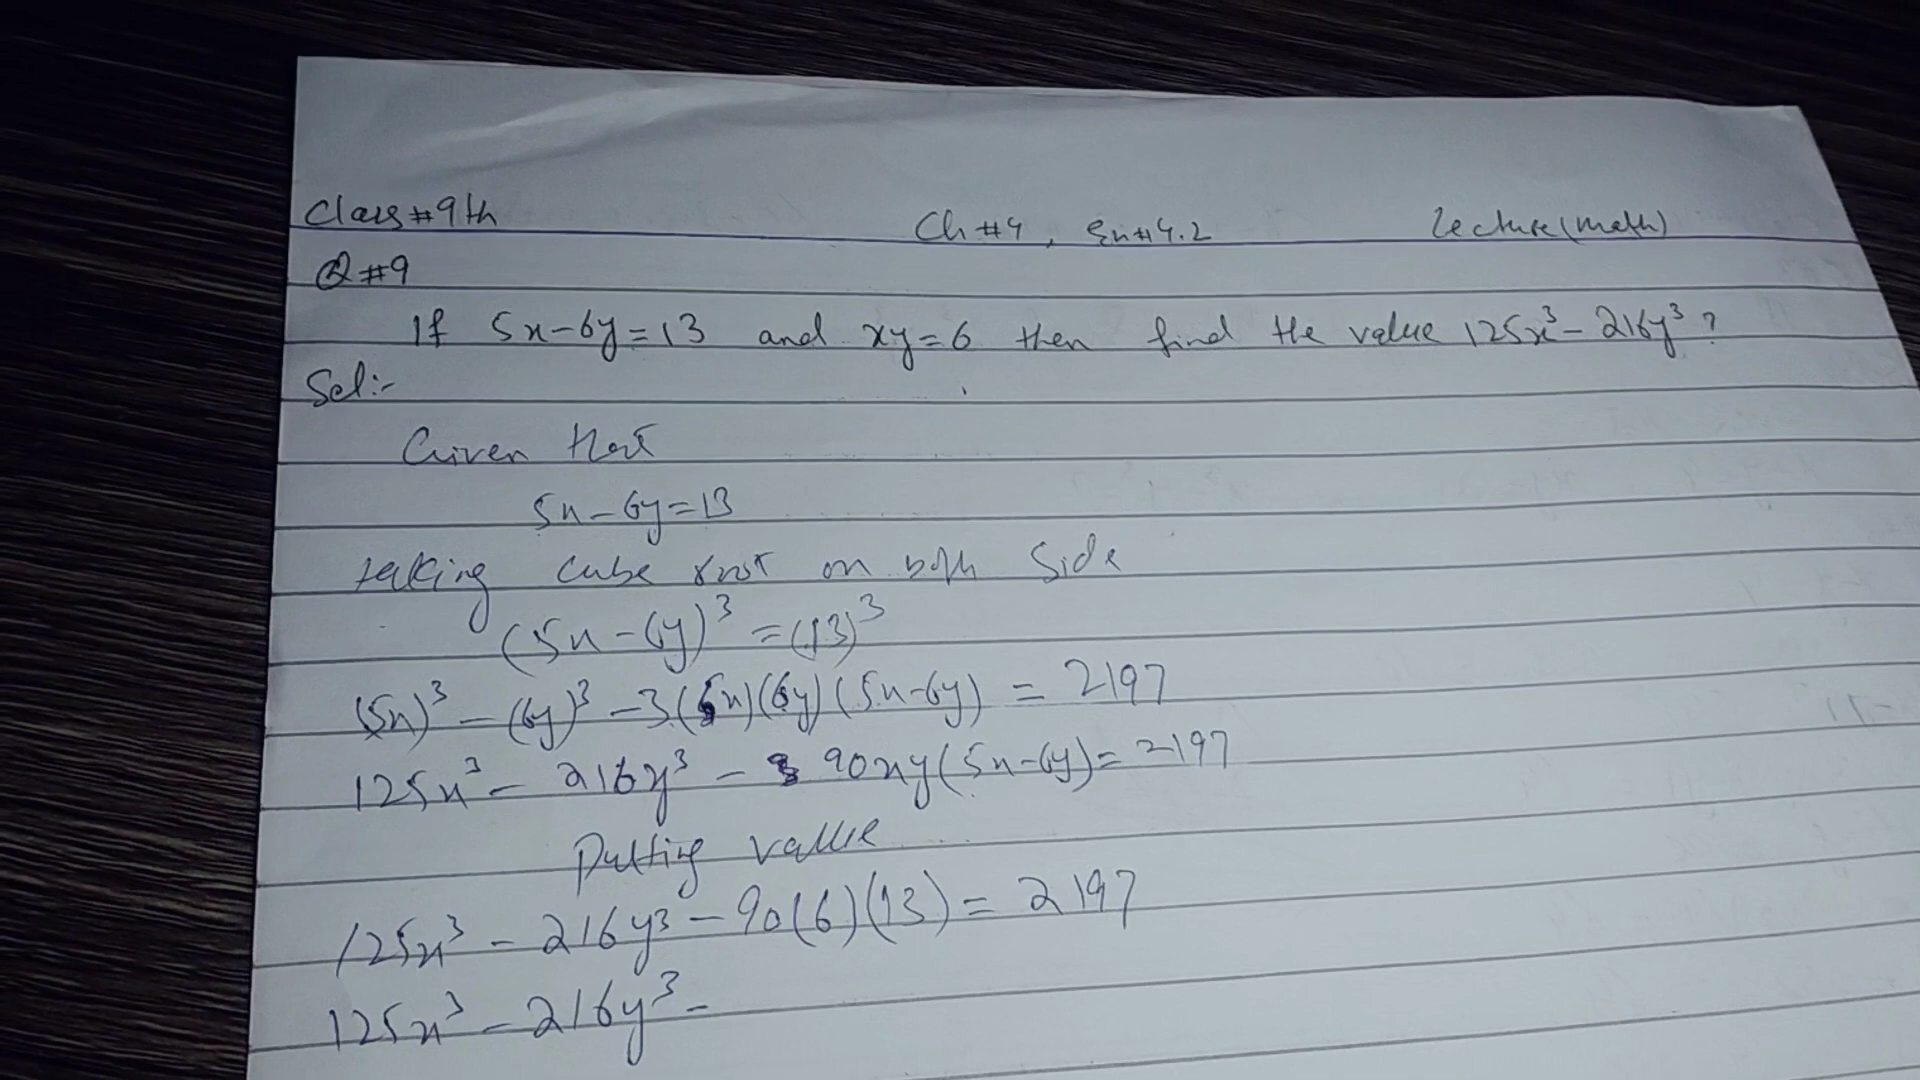 Class#9th Ch#4, Ex#4.2 Lecture(math)
Q#9
If 5x-6y=13 and xy=6 then find the value 125x³-216y³?
Sol:-
Given that
5x-6y=13
taking cube root on both side
(5x-6y)³=(13)³
(5x)³-(6y)³-3(5x)(6y)(5x-6y)=2197
125x³-216y³-90xy(5x-6y)=2197
Putting value
125x³-216y³-90(6)(13)=2197
125x³-216y³-